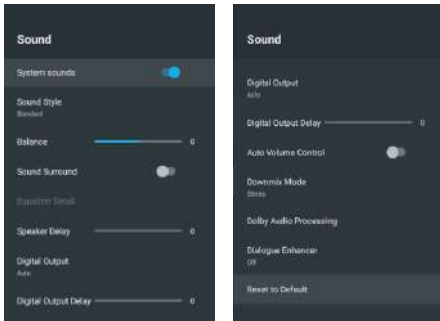 Sound
System sounds
Sound Style
Standard
Balance 0
Sound Surround
Equalizer Detail
Speaker Delay 0
Digital Output
Auto
Digital Output Delay 0
Sound
Digital Output
Auto
Digital Output Delay 0
Auto Volume Control
Downmix Mode
Stereo
Dolby Audio Processing
Dialogue Enhancer
Off
Reset to Default